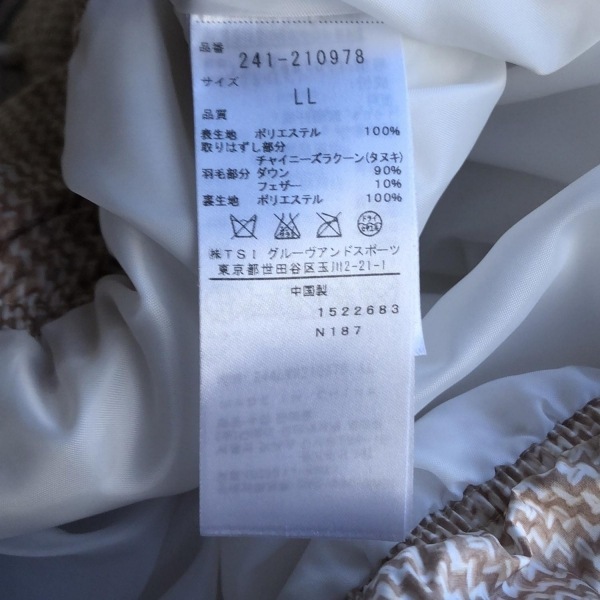 品番
241-210978
サイズ
LL
品質
表生地 ポリエステル 100%
取りはずし部分
チャイニーズラクーン(タヌキ)
羽毛部分 ダウン 90%
フェザー 10%
裏生地 ポリエステル 100%
ドライ
㈱TSI グルーヴアンドスポーツ
東京都世田谷区玉川2-21-1
中国製
1522683
N187